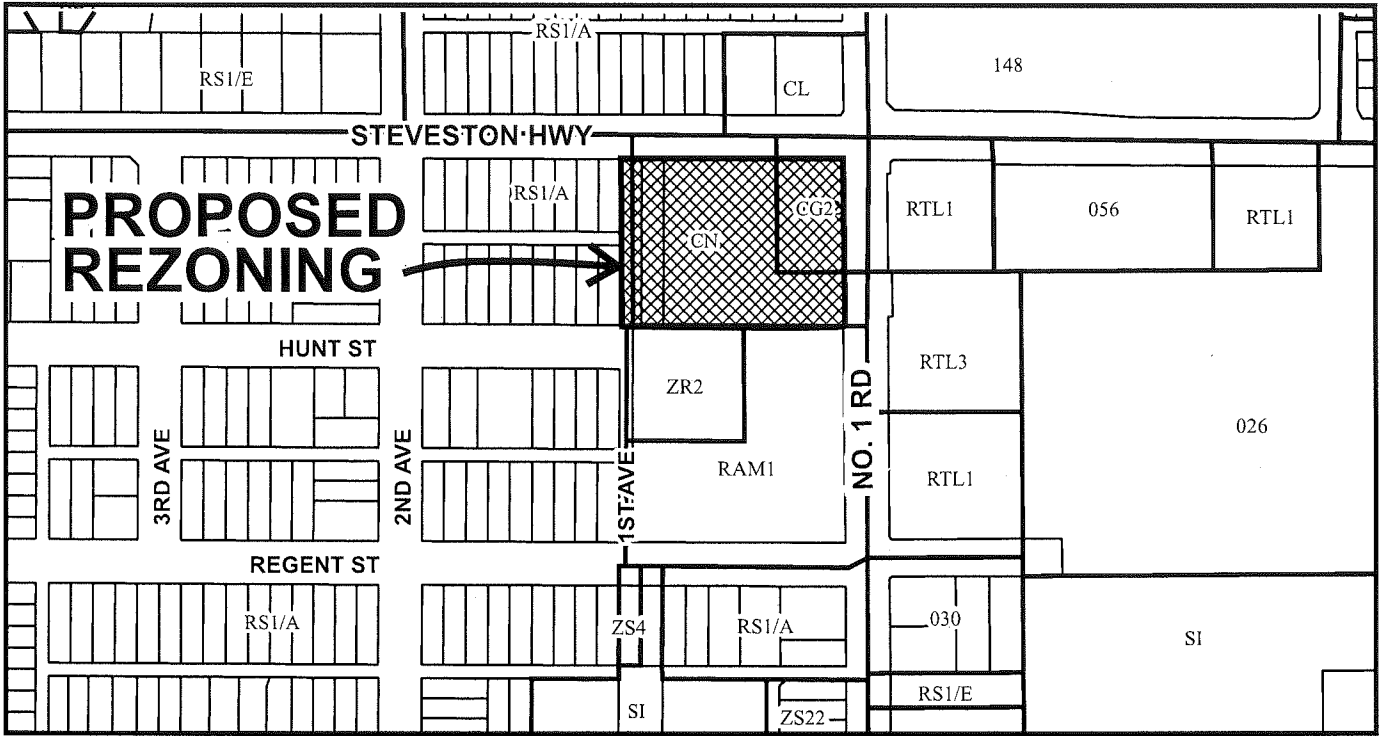 RS1/A
RS1/E
CL
148
STEVESTON HWY
PROPOSED
REZONING
RS1/A
CN
CG2
RTL1
056
RTL1
HUNT ST
ZR2
RTL3
026
3RD AVE
2ND AVE
1ST AVE
NO. 1 RD
RAM1
RTL1
REGENT ST
RS1/A
ZS4
RS1/A
030
SI
RS1/E
SI
ZS22